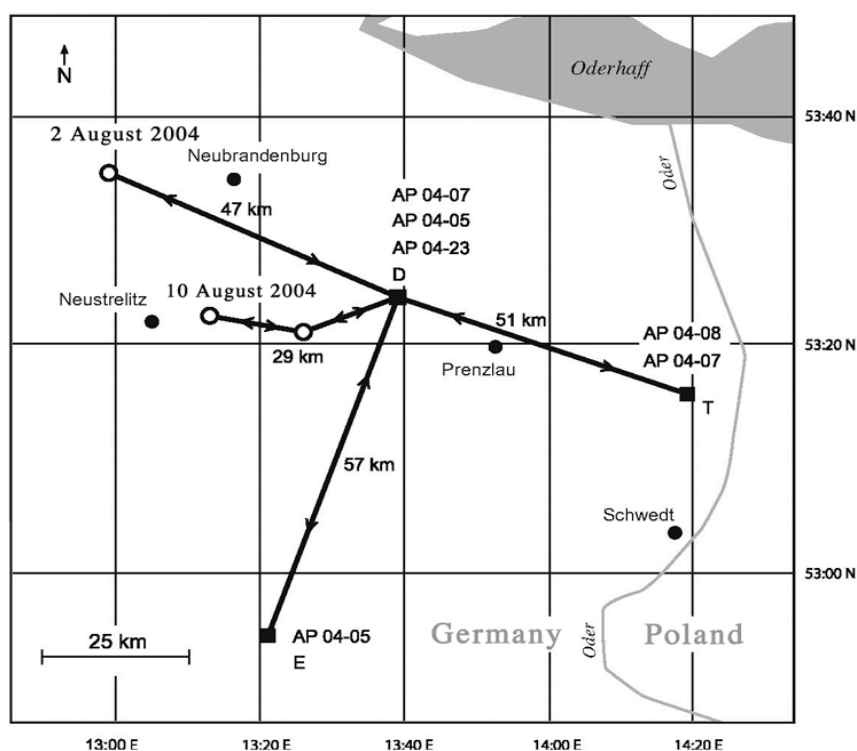 N
Oderhaff
53:40 N
2 August 2004
Neubrandenburg
Oder
47 km
AP 04-07
AP 04-05
AP 04-23
D
Neustrelitz
10 August 2004
51 km
AP 04-08
AP 04-07
53:20 N
29 km
Prenzlau
T
57 km
Schwedt
53:00 N
25 km
AP 04-05
E
Germany
Oder
Poland
13:00 E
13:20 E
13:40 E
14:00 E
14:20 E